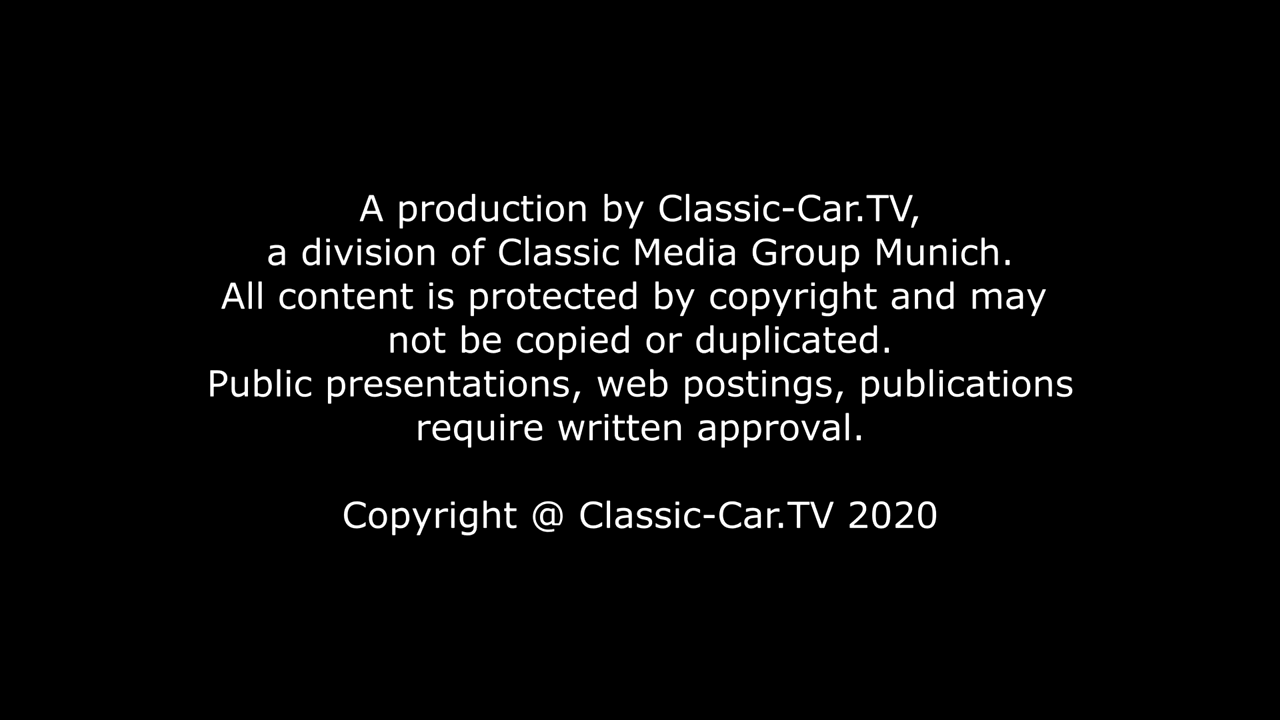 A production by Classic-Car.TV,
a division of Classic Media Group Munich.
All content is protected by copyright and may
not be copied or duplicated.
Public presentations, web postings, publications
require written approval.
Copyright @ Classic-Car.TV 2020